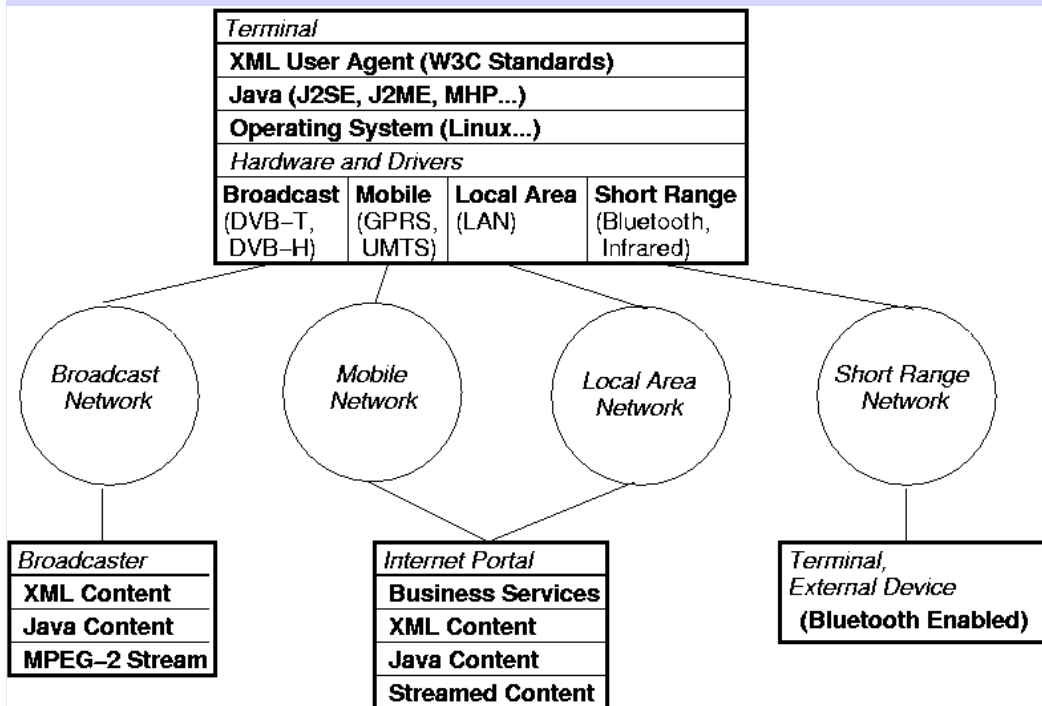 Terminal
XML User Agent (W3C Standards)
Java (J2SE, J2ME, MHP...)
Operating System (Linux...)
Hardware and Drivers
Broadcast
(DVB–T,
DVB–H)
Mobile
(GPRS,
UMTS)
Local Area
(LAN)
Short Range
(Bluetooth,
Infrared)
Broadcast
Network
Mobile
Network
Local Area
Network
Short Range
Network
Broadcaster
XML Content
Java Content
MPEG–2 Stream
Internet Portal
Business Services
XML Content
Java Content
Streamed Content
Terminal,
External Device
(Bluetooth Enabled)